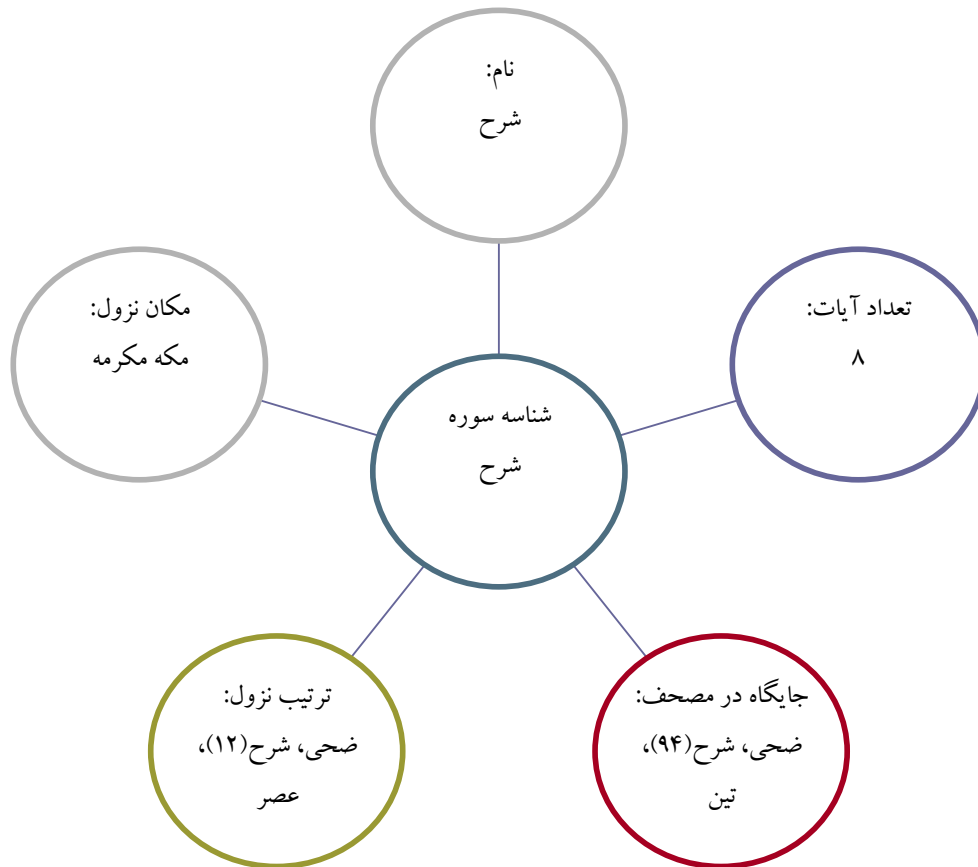 نام:
شرح
تعداد آیات:
۸
مکان نزول:
مکه مکرمه
شناسه سوره
شرح
جایگاه در مصحف:
ضحی، شرح(۹۴)،
تین
ترتیب نزول:
ضحی، شرح(۱۲)،
عصر